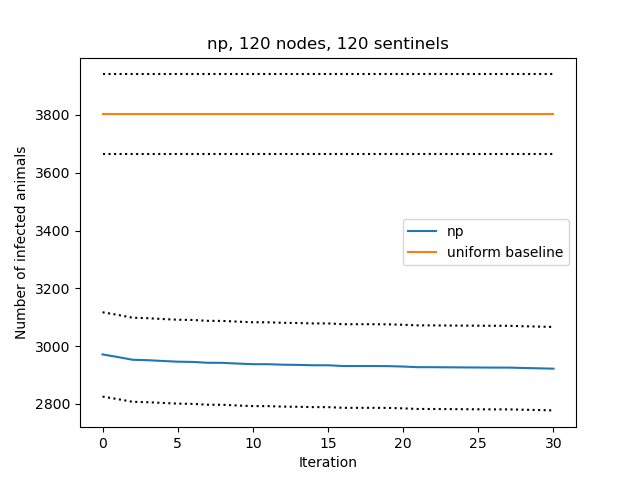 np, 120 nodes, 120 sentinels
Number of infected animals
3800
3600
3400
3200
3000
2800
np
uniform baseline
0 5 10 15 20 25 30
Iteration